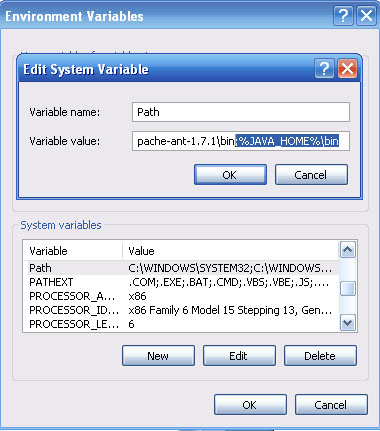 Environment Variables
Edit System Variable
Variable name: Path
Variable value: pache-ant-1.7.1\bin;%JAVA_HOME%\bin
OK Cancel
System variables
Variable Value
Path C:\WINDOWS\SYSTEM32;C:\WINDOWS...
PATHEXT .COM;.EXE;.BAT;.CMD;.VBS;.VBE;.JS;....
PROCESSOR_A... x86
PROCESSOR_ID... x86 Family 6 Model 15 Stepping 13, Gen...
PROCESSOR_LE... 6
New Edit Delete
OK Cancel